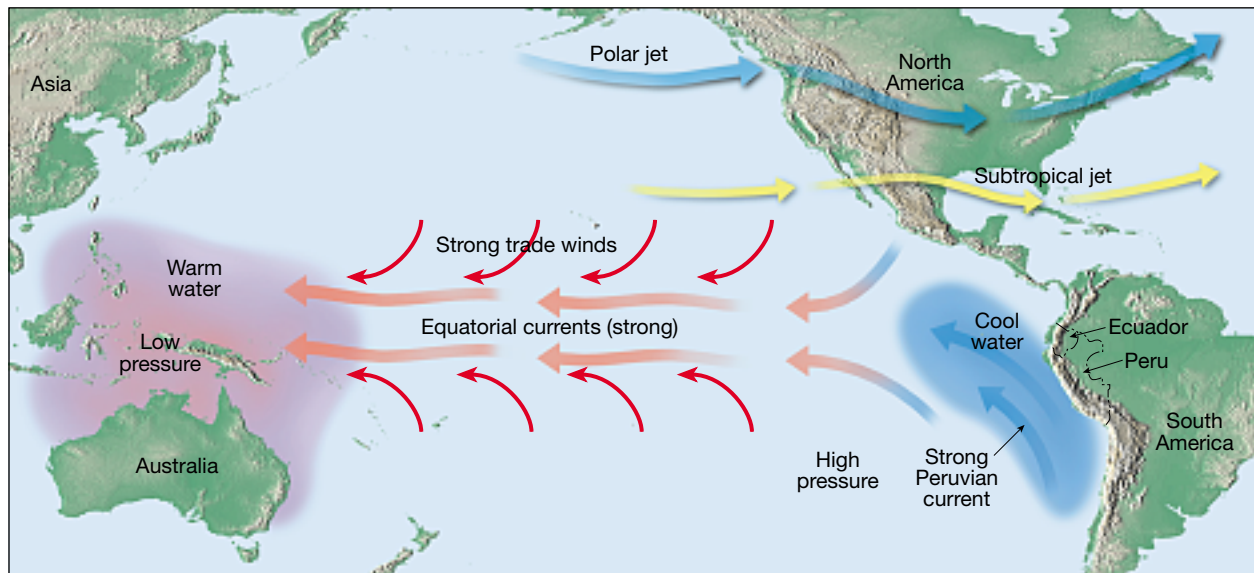 Polar jet
North
America
Asia
Subtropical jet
Strong trade winds
Warm
water
Equatorial currents (strong)
Cool
water
Ecuador
Low
pressure
Peru
South
America
Australia
High
pressure
Strong
Peruvian
current